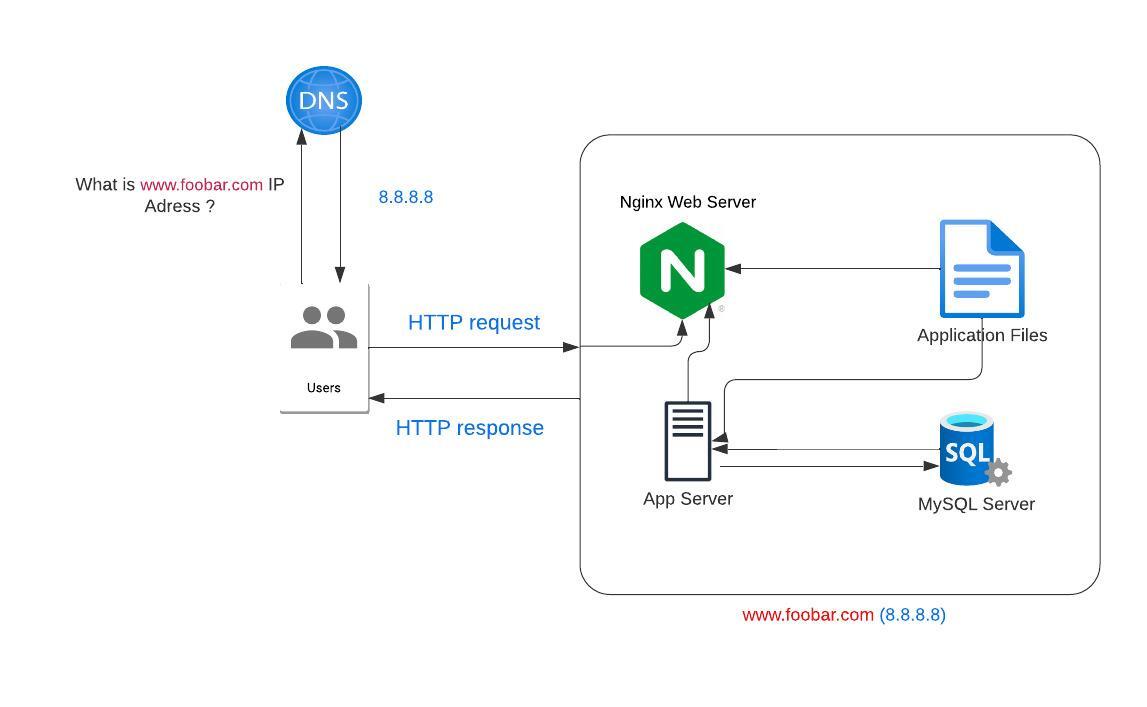 DNS
What is www.foobar.com IP
Adress ?
8.8.8.8
Nginx Web Server
N
®
Application Files
HTTP request
Users
HTTP response
SQL
App Server
MySQL Server
www.foobar.com (8.8.8.8)